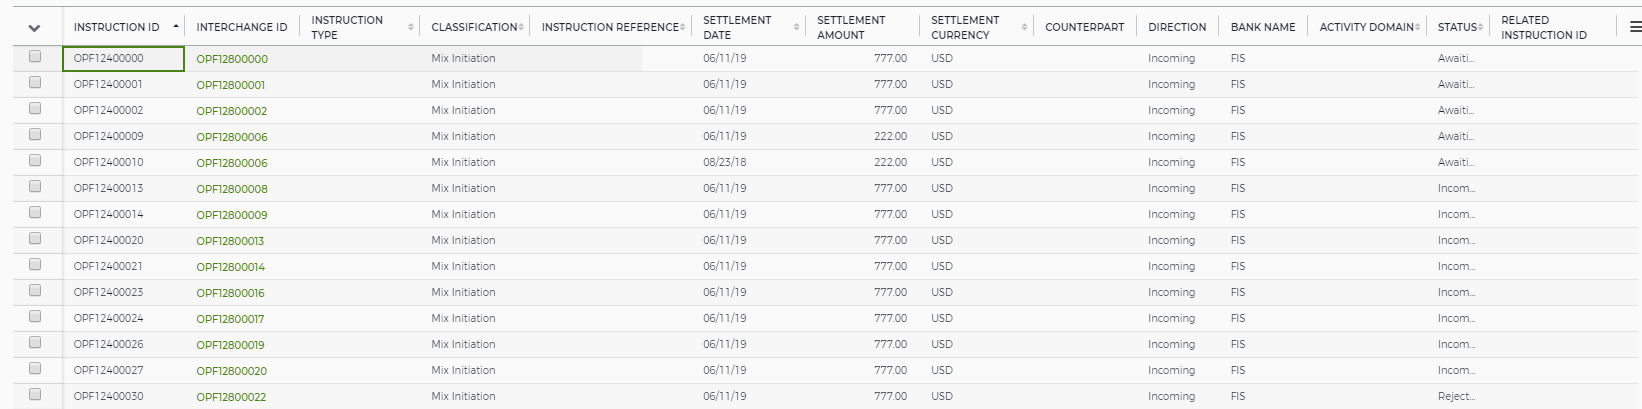 INSTRUCTION ID INTERCHANGE ID INSTRUCTION TYPE CLASSIFICATION INSTRUCTION REFERENCE SETTLEMENT DATE SETTLEMENT AMOUNT SETTLEMENT CURRENCY COUNTERPART DIRECTION BANK NAME ACTIVITY DOMAIN STATUS RELATED INSTRUCTION ID
OPF12400000 OPF12800000 Mix Initiation 06/11/19 777.00 USD Incoming FIS Awaiti...
OPF12400001 OPF12800001 Mix Initiation 06/11/19 777.00 USD Incoming FIS Awaiti...
OPF12400002 OPF12800002 Mix Initiation 06/11/19 777.00 USD Incoming FIS Awaiti...
OPF12400009 OPF12800006 Mix Initiation 06/11/19 222.00 USD Incoming FIS Awaiti...
OPF12400010 OPF12800006 Mix Initiation 08/23/18 222.00 USD Incoming FIS Awaiti...
OPF12400013 OPF12800008 Mix Initiation 06/11/19 777.00 USD Incoming FIS Incom...
OPF12400014 OPF12800009 Mix Initiation 06/11/19 777.00 USD Incoming FIS Incom...
OPF12400020 OPF12800013 Mix Initiation 06/11/19 777.00 USD Incoming FIS Incom...
OPF12400021 OPF12800014 Mix Initiation 06/11/19 777.00 USD Incoming FIS Incom...
OPF12400023 OPF12800016 Mix Initiation 06/11/19 777.00 USD Incoming FIS Incom...
OPF12400024 OPF12800017 Mix Initiation 06/11/19 777.00 USD Incoming FIS Incom...
OPF12400026 OPF12800019 Mix Initiation 06/11/19 777.00 USD Incoming FIS Incom...
OPF12400027 OPF12800020 Mix Initiation 06/11/19 777.00 USD Incoming FIS Incom...
OPF12400030 OPF12800022 Mix Initiation 06/11/19 777.00 USD Incoming FIS Reject...